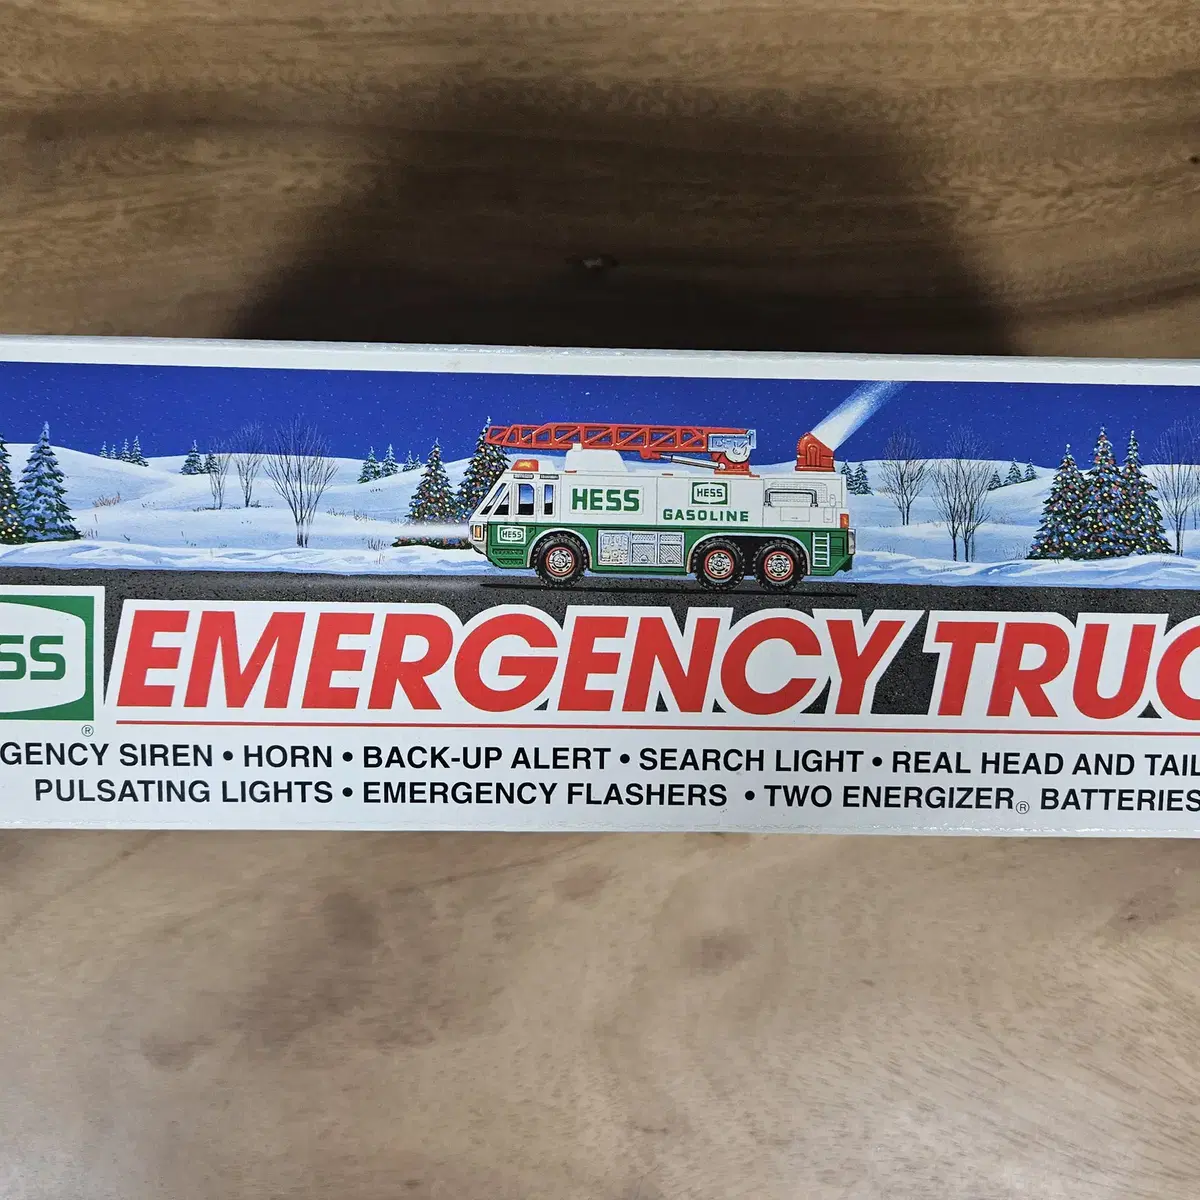 HESS
HESS
GASOLINE
HESS
ESS
EMERGENCY TRUC
®
GENCY SIREN • HORN • BACK-UP ALERT • SEARCH LIGHT • REAL HEAD AND TAIL
PULSATING LIGHTS • EMERGENCY FLASHERS • TWO ENERGIZER® BATTERIES